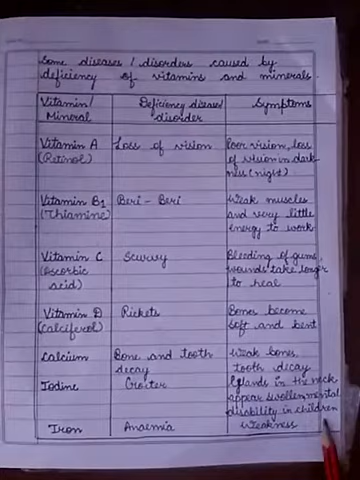 Some diseases/disorders caused by
deficiency of vitamins and minerals.
Vitamin/ Mineral
Deficiency disease/ disorder
Symptoms
Vitamin A (Retinol)
Loss of vision
Poor vision, loss
of vision in dark-
ness (night)
Vitamin B1 (Thiamine)
Beri - Beri
Weak muscles
and very little
energy to work
Vitamin C
(Ascorbic
acid)
Scurvy
Bleeding of gums,
wounds take longer
to heal
Vitamin D
(calciferol)
Rickets
Bones become
soft and bent
Calcium
Bone and tooth
decay
Weak bones,
tooth decay
Iodine
Goiter
Glands in the neck
appear swollen, mental
disability in children
Iron
Anaemia
Weakness